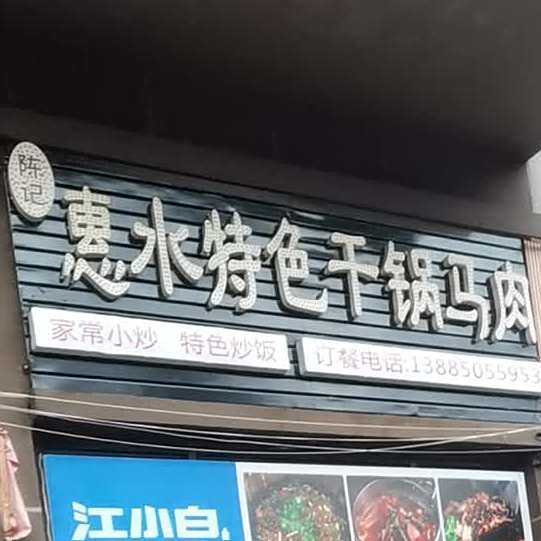 陈记
惠水特色干锅马肉
家常小炒 特色炒饭
订餐电话:13885055953
江小白